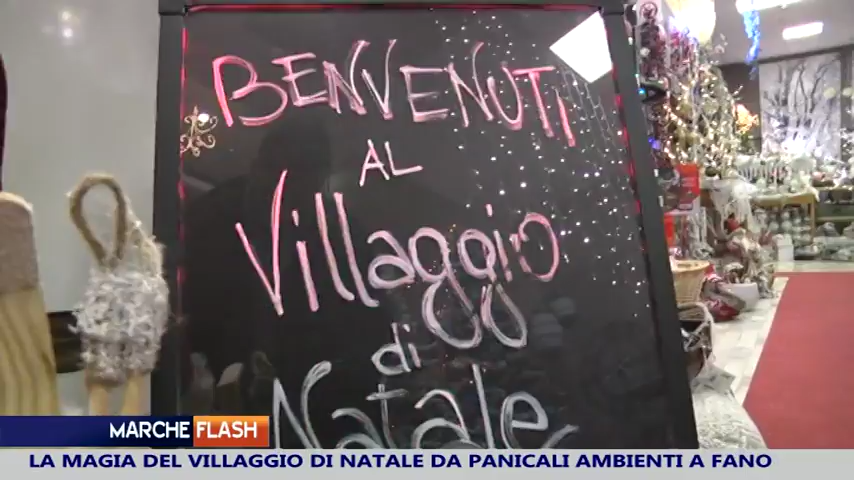 BENVENUTI
AL
Villaggio
di
Natale
MARCHE FLASH
LA MAGIA DEL VILLAGGIO DI NATALE DA PANICALI AMBIENTI A FANO